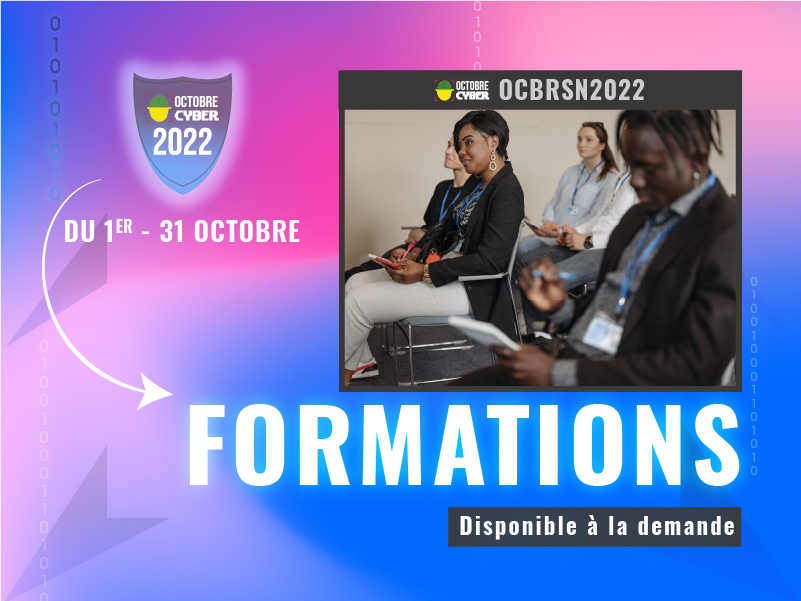 OCTOBRE
CYBER
2022
OCTOBRE
CYBER
OCBRSN2022
DU 1ER - 31 OCTOBRE
FORMATIONS
Disponible à la demande